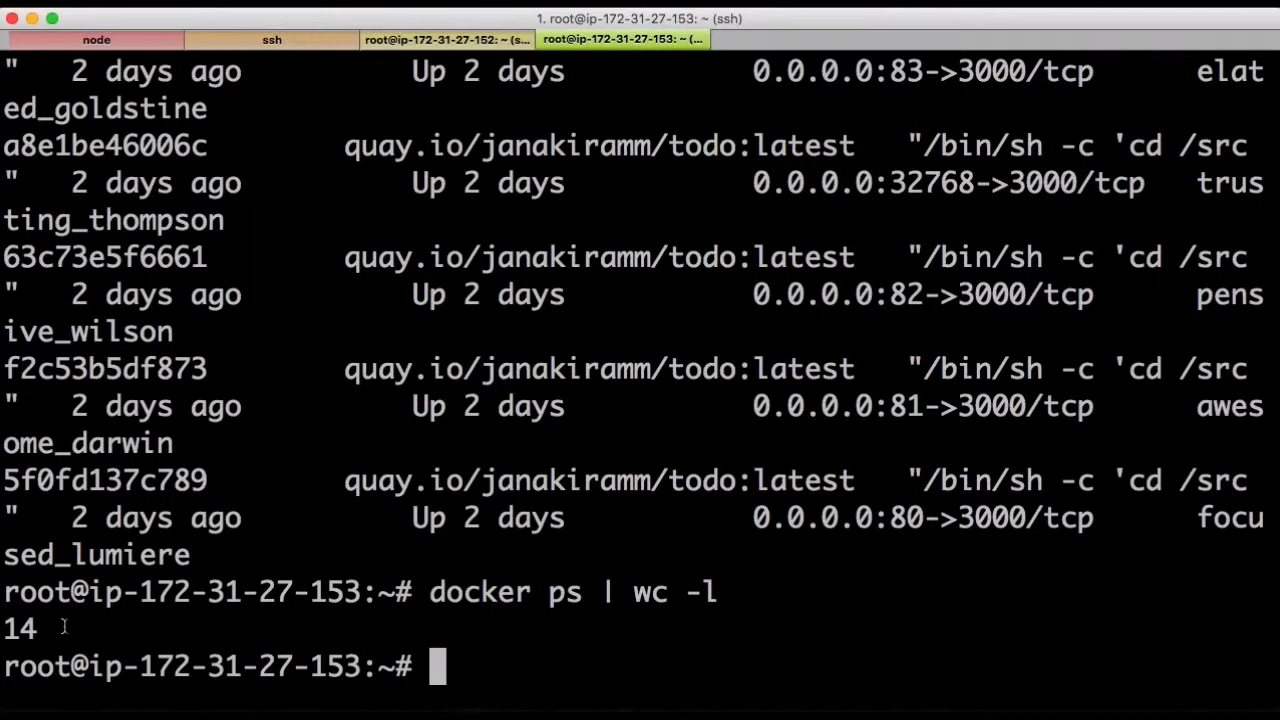 1. root@ip-172-31-27-153: ~ (ssh)
node ssh root@ip-172-31-27-152: ~ (s... root@ip-172-31-27-153: ~ (...
" 2 days ago Up 2 days 0.0.0.0:83->3000/tcp elat
ed_goldstine
a8e1be46006c quay.io/janakiramm/todo:latest "/bin/sh -c 'cd /src
" 2 days ago Up 2 days 0.0.0.0:32768->3000/tcp trus
ting_thompson
63c73e5f6661 quay.io/janakiramm/todo:latest "/bin/sh -c 'cd /src
" 2 days ago Up 2 days 0.0.0.0:82->3000/tcp pens
ive_wilson
f2c53b5df873 quay.io/janakiramm/todo:latest "/bin/sh -c 'cd /src
" 2 days ago Up 2 days 0.0.0.0:81->3000/tcp awes
ome_darwin
5f0fd137c789 quay.io/janakiramm/todo:latest "/bin/sh -c 'cd /src
" 2 days ago Up 2 days 0.0.0.0:80->3000/tcp focu
sed_lumiere
root@ip-172-31-27-153:~# docker ps | wc -l
14
root@ip-172-31-27-153:~#